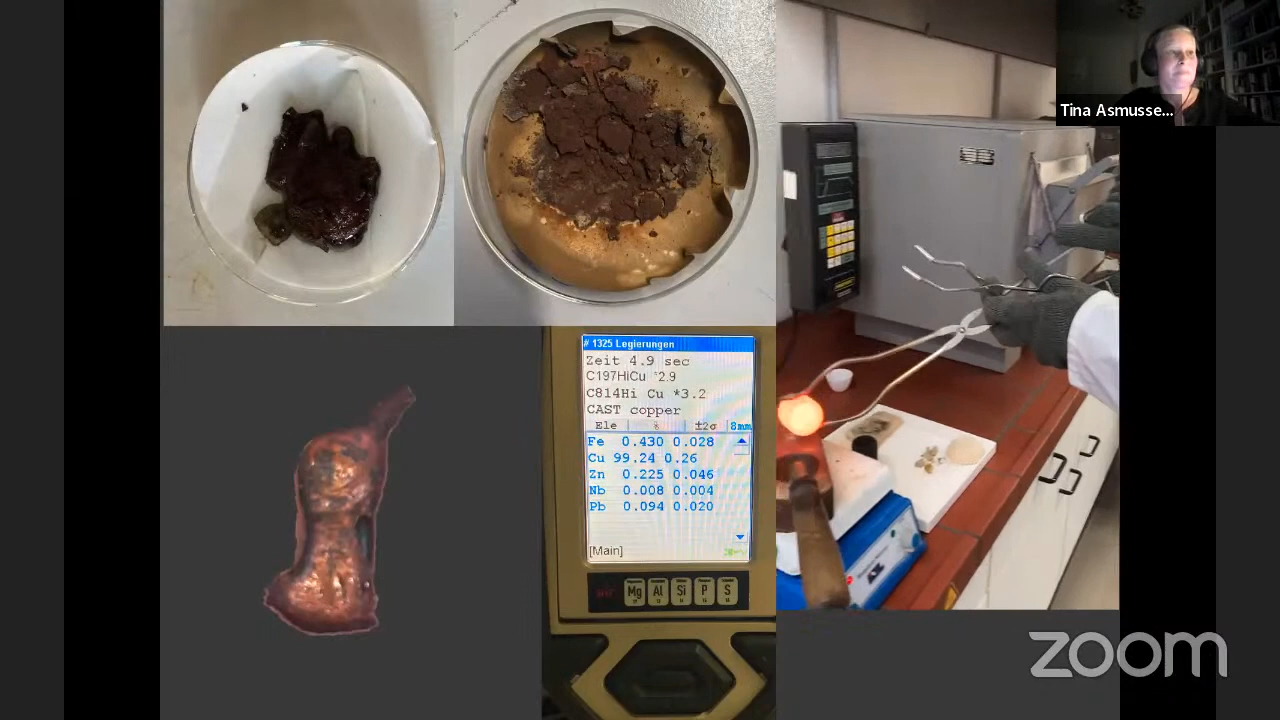 Tina Asmusse...
# 1325 Legierungen
Zeit 4.9 sec
C197HiCu *2.9
C814Hi Cu *3.2
CAST copper
Ele % ±2σ 8mm
Fe 0.430 0.028
Cu 99.24 0.26
Zn 0.225 0.046
Nb 0.008 0.004
Pb 0.094 0.020
[Main]
Mg Al Si P S
zoom